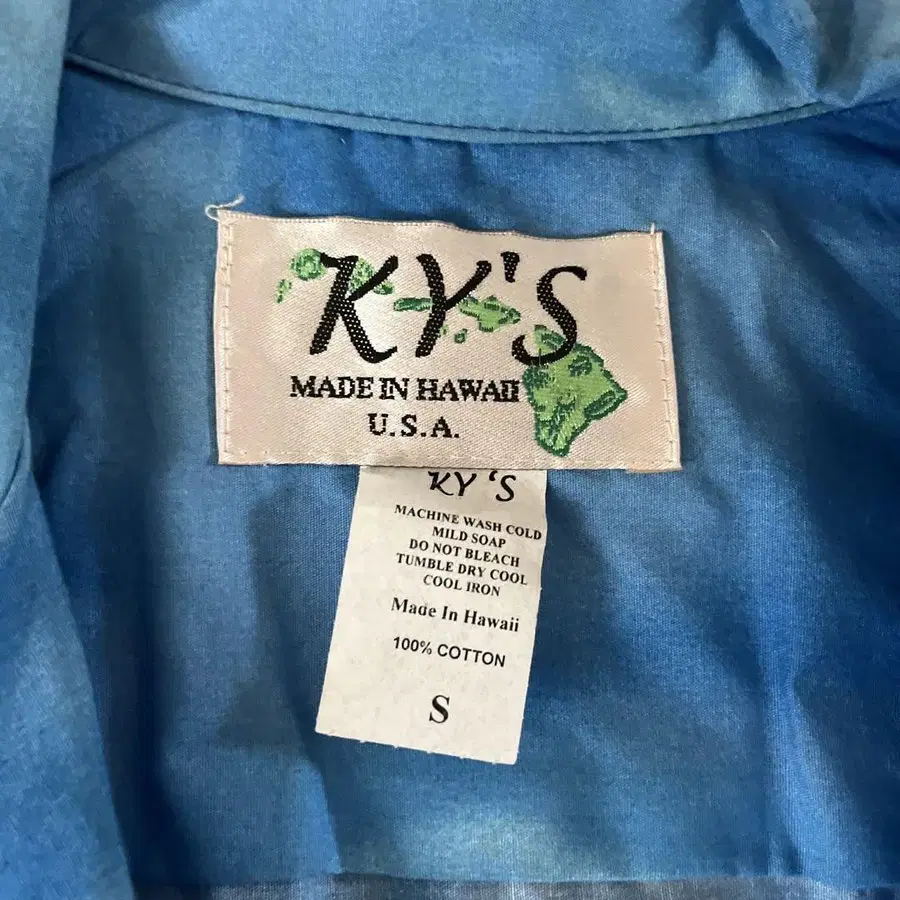 KY'S
MADE IN HAWAII
U.S.A.
KY 'S
MACHINE WASH COLD
MILD SOAP
DO NOT BLEACH
TUMBLE DRY COOL
COOL IRON
Made In Hawaii
100% COTTON
S